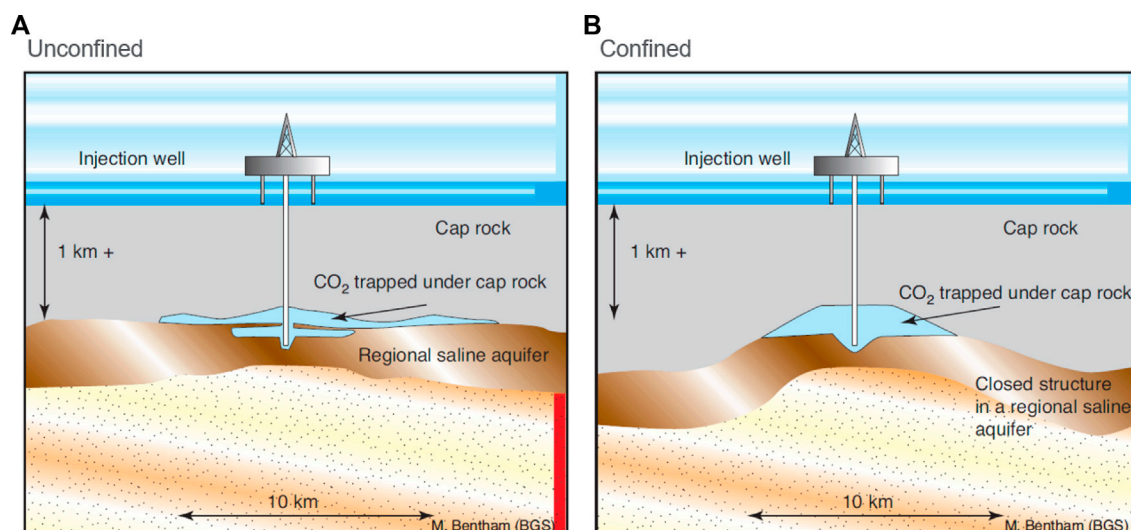 A
Unconfined
Injection well
Cap rock
1 km +
CO₂ trapped under cap rock
Regional saline aquifer
10 km
M. Bentham (BGS)
B
Confined
Injection well
Cap rock
1 km +
CO₂ trapped under cap rock
Closed structure
in a regional saline
aquifer
10 km
M. Bentham (BGS)